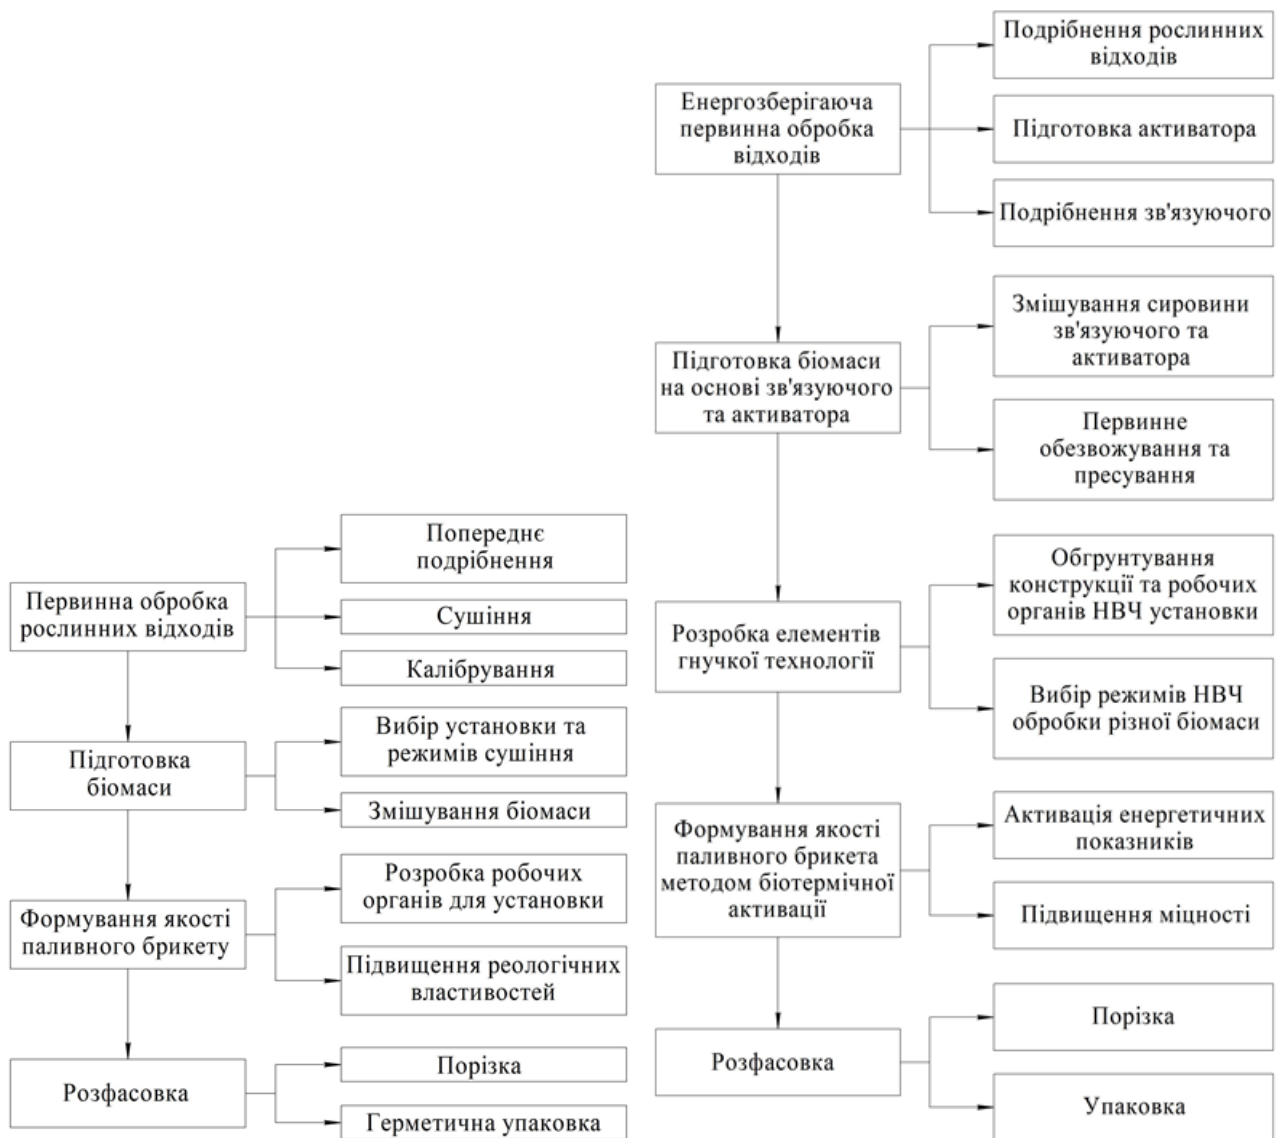 Первинна обробка
рослинних відходів
Попереднє
подрібнення
Сушіння
Калібрування
Підготовка
біомаси
Вибір установки та
режимів сушіння
Змішування біомаси
Формування якості
паливного брикету
Розробка робочих
органів для установки
Підвищення реологічних
властивостей
Розфасовка
Порізка
Герметична упаковка
Енергозберігаюча
первинна обробка
відходів
Подрібнення рослинних
відходів
Підготовка активатора
Подрібнення зв'язуючого
Підготовка біомаси
на основі зв'язуючого
та активатора
Змішування сировини
зв'язуючого та
активатора
Первинне
обезвожування та
пресування
Розробка елементів
гнучкої технології
Обгрунтування
конструкції та робочих
органів НВЧ установки
Вибір режимів НВЧ
обробки різної біомаси
Формування якості
паливного брикета
методом біотермічної
активації
Активація енергетичних
показників
Підвищення міцності
Розфасовка
Порізка
Упаковка